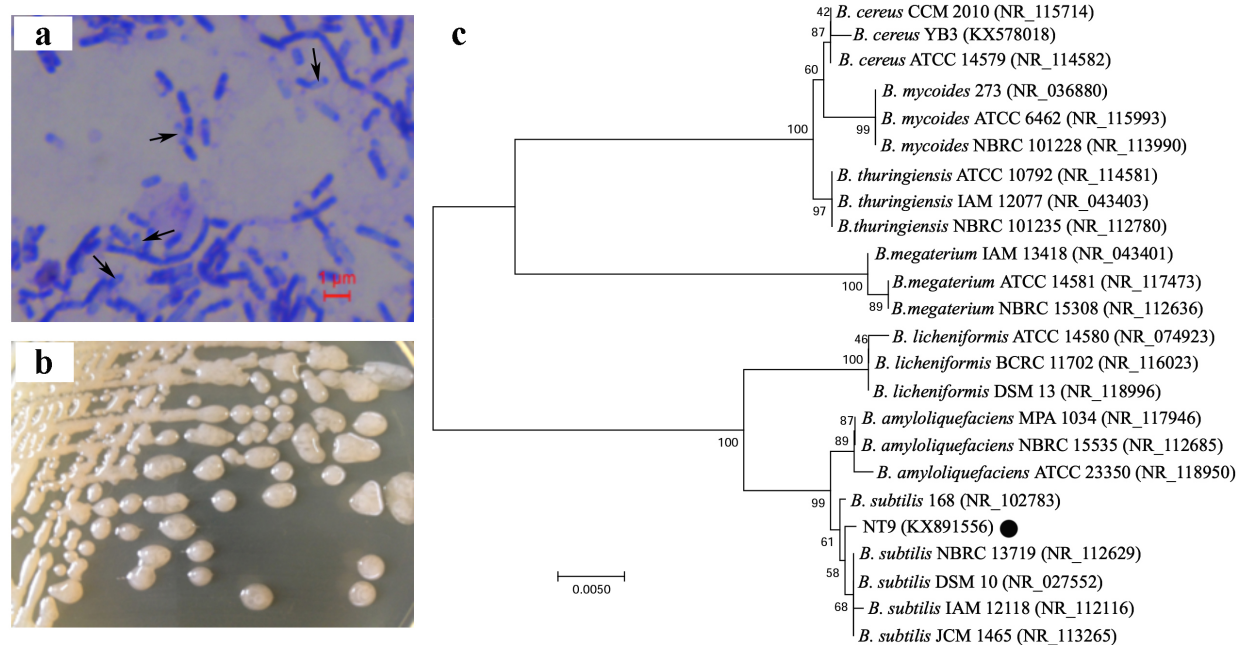 a
1 µm
b
c
42
B. cereus CCM 2010 (NR_115714)
87
B. cereus YB3 (KX578018)
B. cereus ATCC 14579 (NR_114582)
60
B. mycoides 273 (NR_036880)
B. mycoides ATCC 6462 (NR_115993)
99
100
B. mycoides NBRC 101228 (NR_113990)
B. thuringiensis ATCC 10792 (NR_114581)
B. thuringiensis IAM 12077 (NR_043403)
97
B.thuringiensis NBRC 101235 (NR_112780)
B.megaterium IAM 13418 (NR_043401)
100
B.megaterium ATCC 14581 (NR_117473)
89
B.megaterium NBRC 15308 (NR_112636)
46
B. licheniformis ATCC 14580 (NR_074923)
100
B. licheniformis BCRC 11702 (NR_116023)
B. licheniformis DSM 13 (NR_118996)
87
B. amyloliquefaciens MPA 1034 (NR_117946)
89
100
B. amyloliquefaciens NBRC 15535 (NR_112685)
B. amyloliquefaciens ATCC 23350 (NR_118950)
99
B. subtilis 168 (NR_102783)
NT9 (KX891556)
61
B. subtilis NBRC 13719 (NR_112629)
58
B. subtilis DSM 10 (NR_027552)
68
B. subtilis IAM 12118 (NR_112116)
B. subtilis JCM 1465 (NR_113265)
0.0050